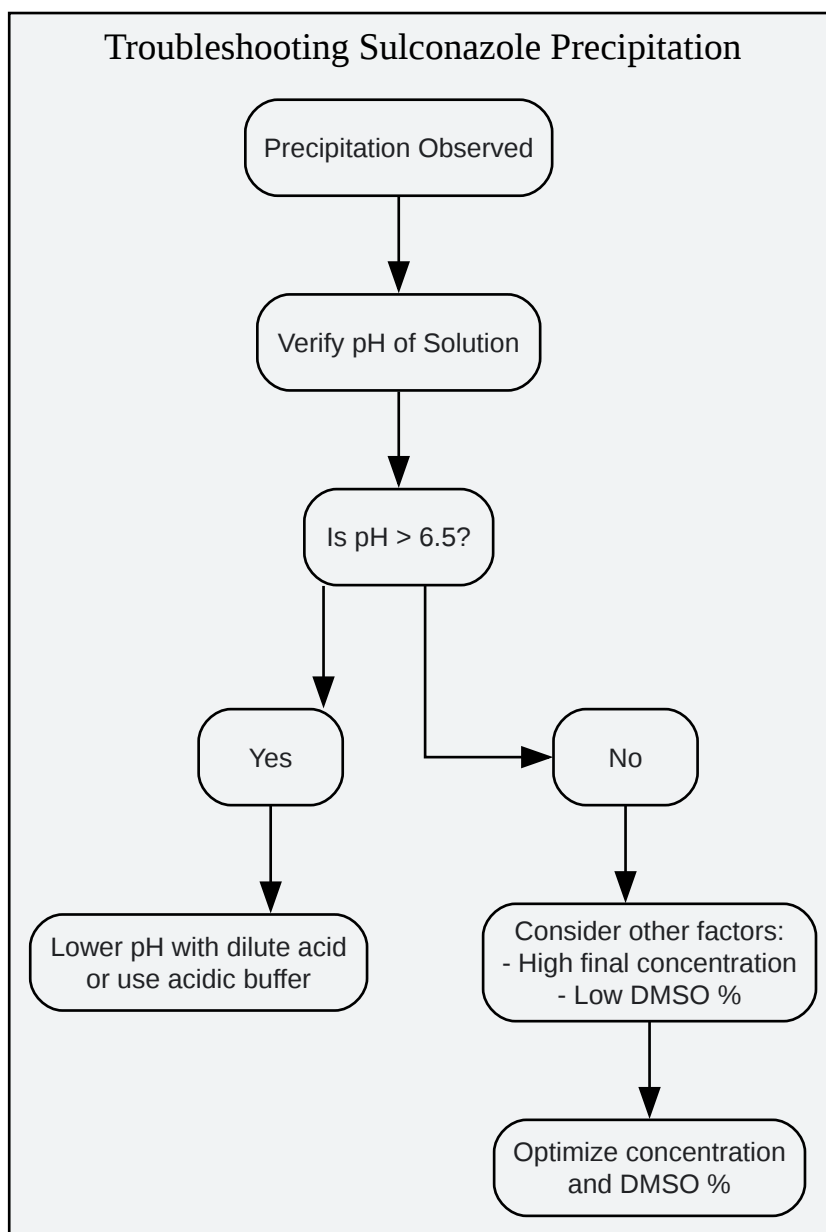 Troubleshooting Sulconazole Precipitation
Precipitation Observed
Verify pH of Solution
Is pH > 6.5?
Yes
No
Lower pH with dilute acid
or use acidic buffer
Consider other factors:
- High final concentration
- Low DMSO %
Optimize concentration
and DMSO %